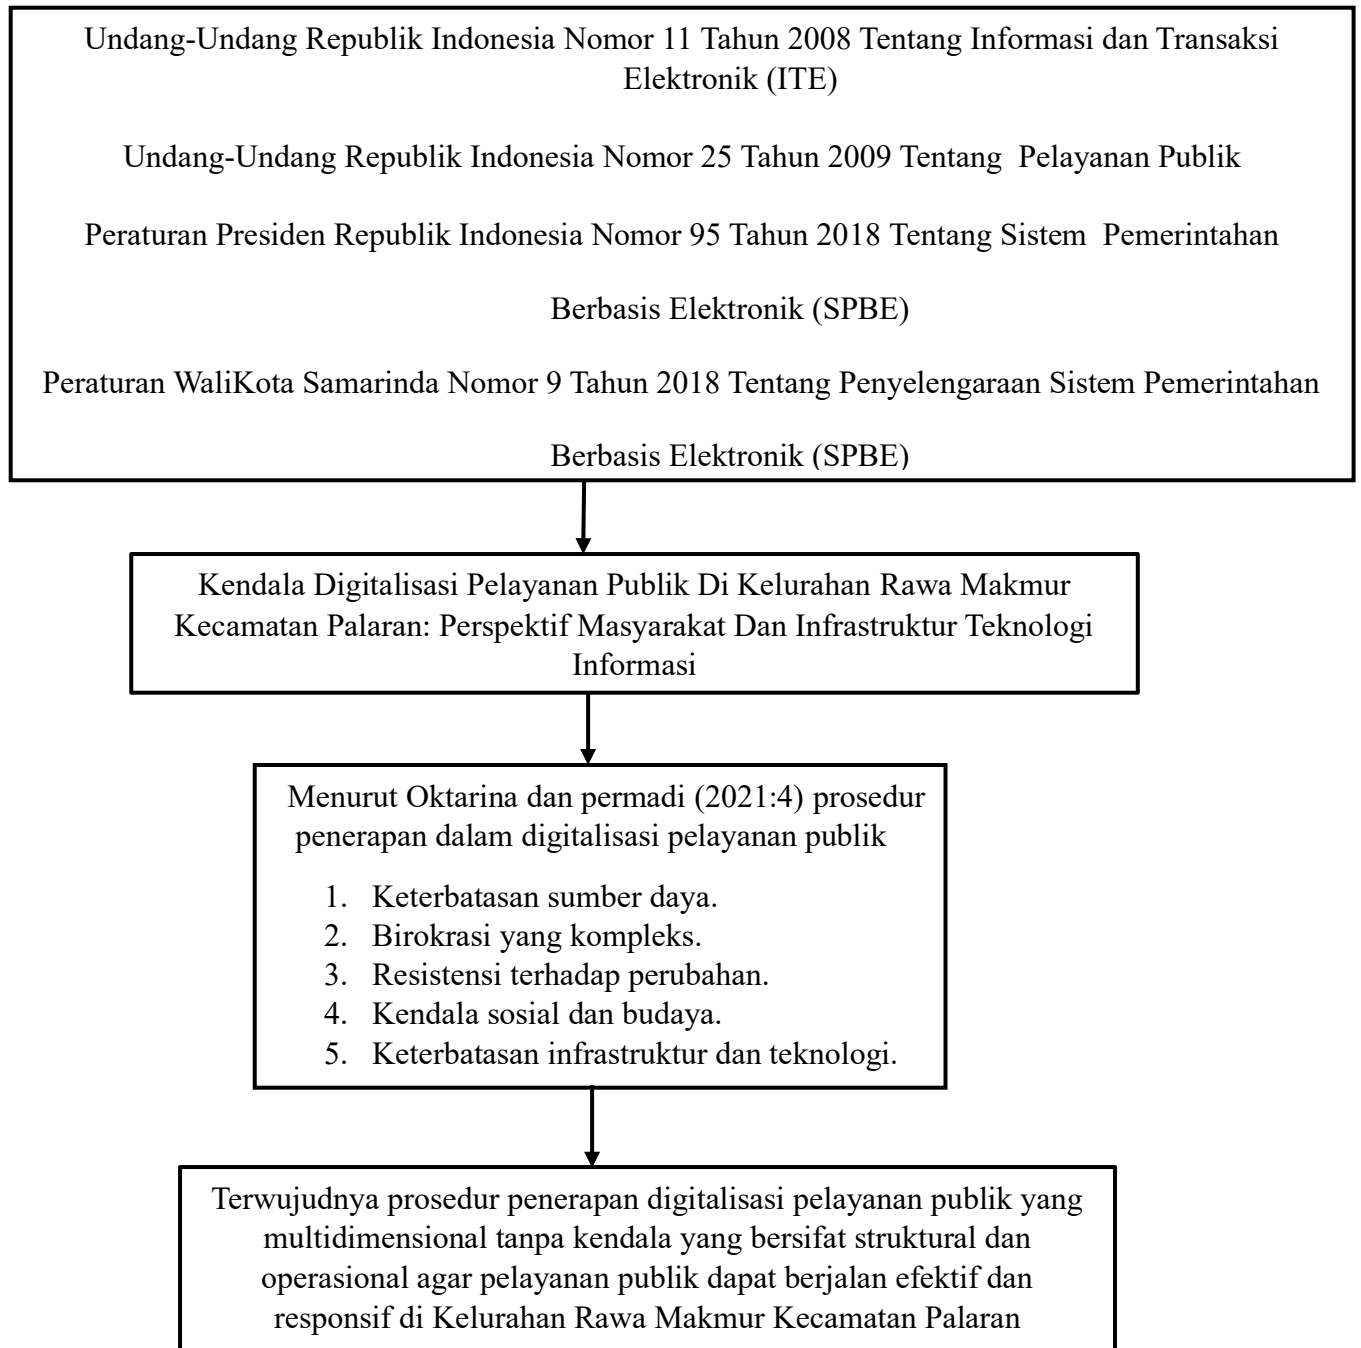 Undang-Undang Republik Indonesia Nomor 11 Tahun 2008 Tentang Informasi dan Transaksi
Elektronik (ITE)
Undang-Undang Republik Indonesia Nomor 25 Tahun 2009 Tentang  Pelayanan Publik
Peraturan Presiden Republik Indonesia Nomor 95 Tahun 2018 Tentang Sistem  Pemerintahan
Berbasis Elektronik (SPBE)
Peraturan WaliKota Samarinda Nomor 9 Tahun 2018 Tentang Penyelengaraan Sistem Pemerintahan
Berbasis Elektronik (SPBE)
Kendala Digitalisasi Pelayanan Publik Di Kelurahan Rawa Makmur
Kecamatan Palaran: Perspektif Masyarakat Dan Infrastruktur Teknologi
Informasi
Menurut Oktarina dan permadi (2021:4) prosedur
penerapan dalam digitalisasi pelayanan publik
1. Keterbatasan sumber daya.
2. Birokrasi yang kompleks.
3. Resistensi terhadap perubahan.
4. Kendala sosial dan budaya.
5. Keterbatasan infrastruktur dan teknologi.
Terwujudnya prosedur penerapan digitalisasi pelayanan publik yang
multidimensional tanpa kendala yang bersifat struktural dan
operasional agar pelayanan publik dapat berjalan efektif dan
responsif di Kelurahan Rawa Makmur Kecamatan Palaran